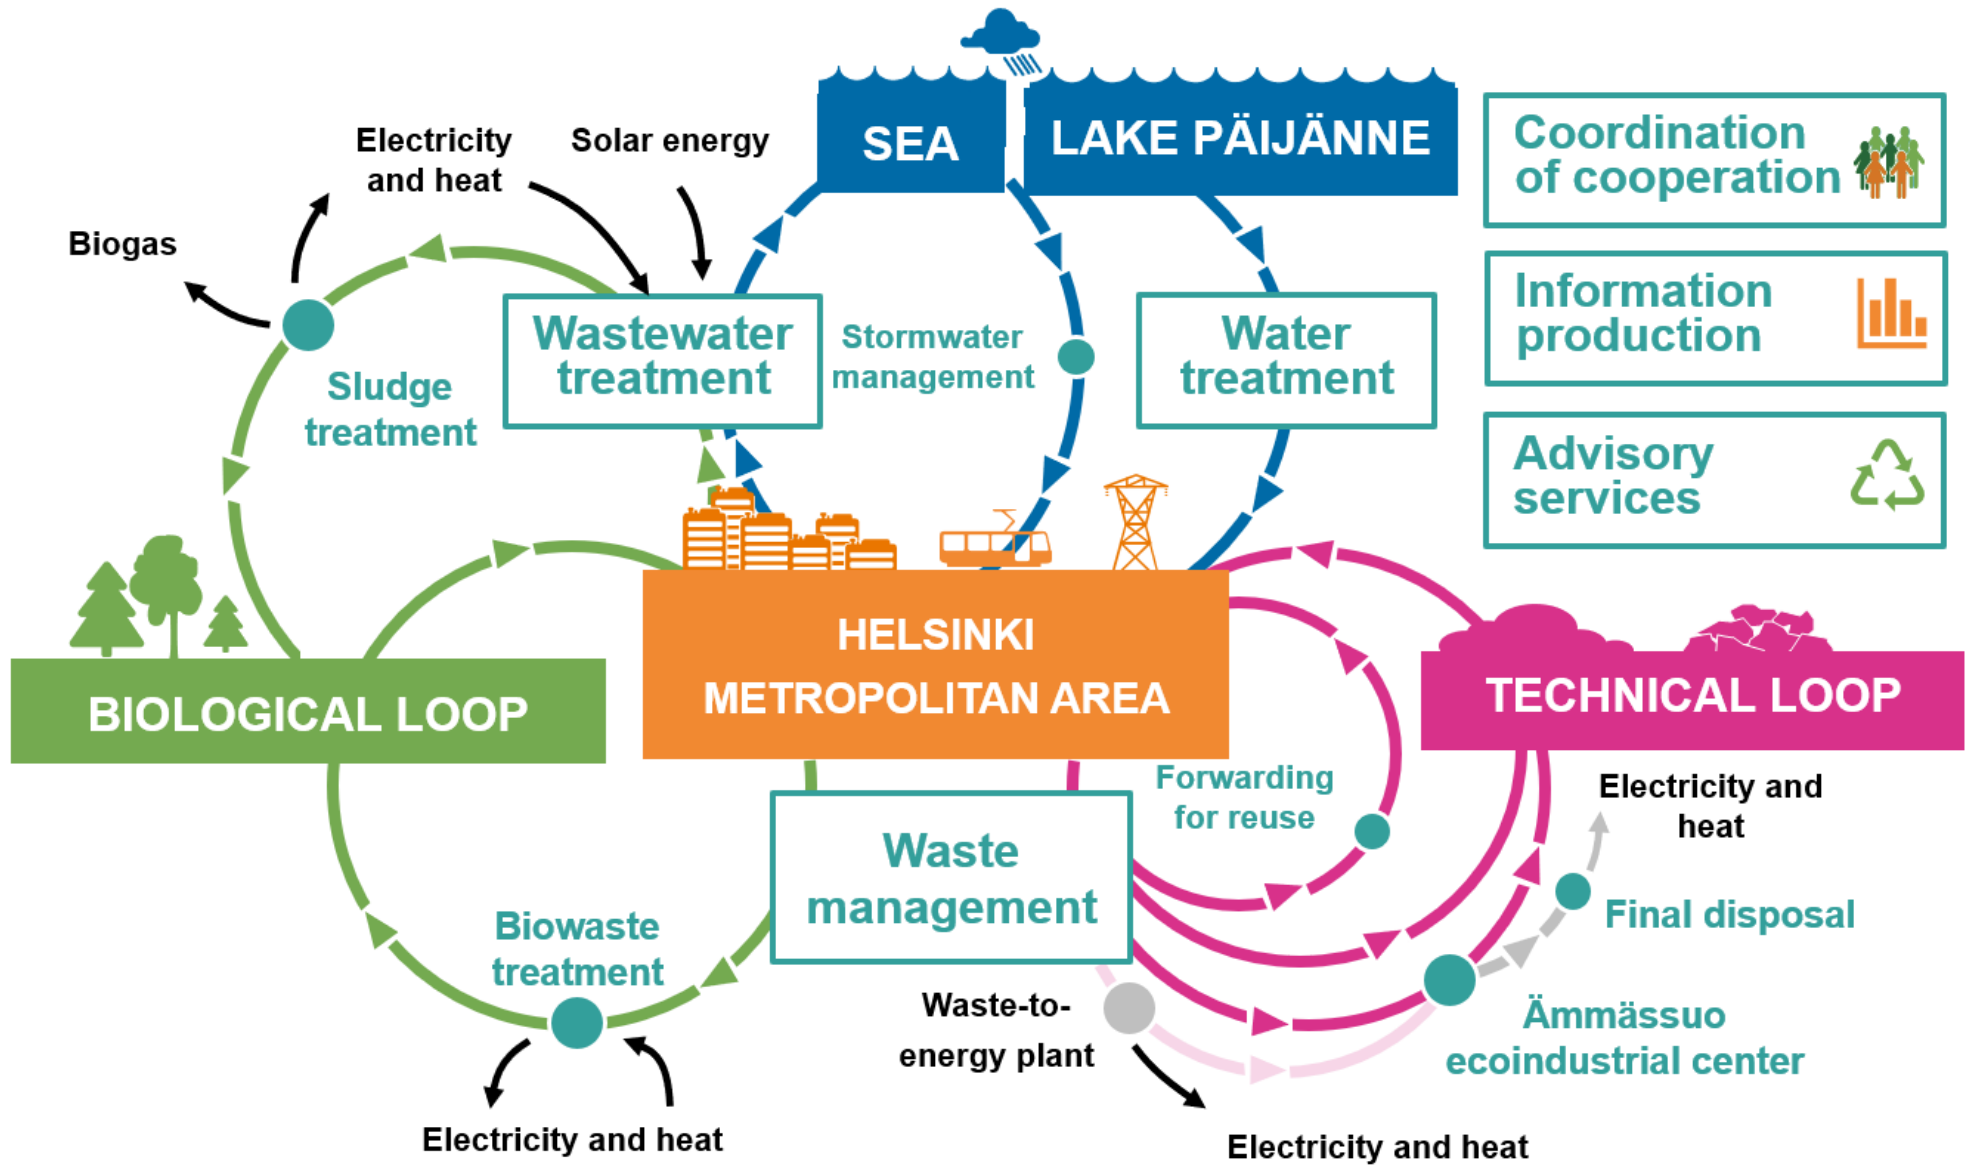 SEA
LAKE PÄIJÄNNE
Coordination
of cooperation
Electricity
and heat
Solar energy
Biogas
Information
production
Wastewater
treatment
Stormwater
management
Water
treatment
Sludge
treatment
Advisory
services
HELSINKI
METROPOLITAN AREA
BIOLOGICAL LOOP
TECHNICAL LOOP
Forwarding
for reuse
Electricity and
heat
Waste
management
Final disposal
Biowaste
treatment
Waste-to-
energy plant
Ämmässuo
ecoindustrial center
Electricity and heat
Electricity and heat